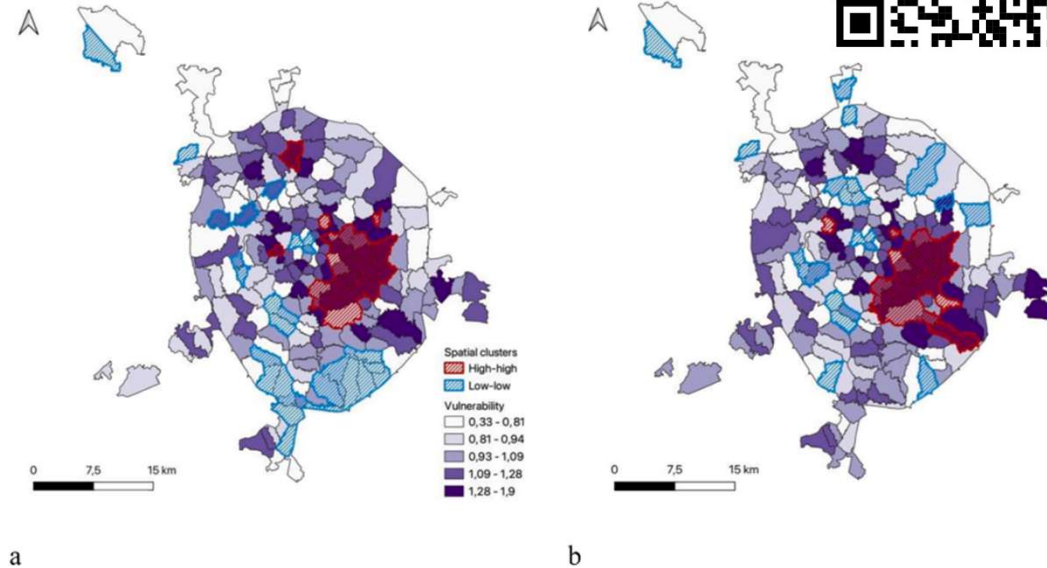 Spatial clusters
High-high
Low-low
Vulnerability
0,33 - 0,81
0,81 - 0,94
0,93 - 1,09
1,09 - 1,28
1,28 - 1,9
0 7,5 15 km
0 7,5 15 km
a
b